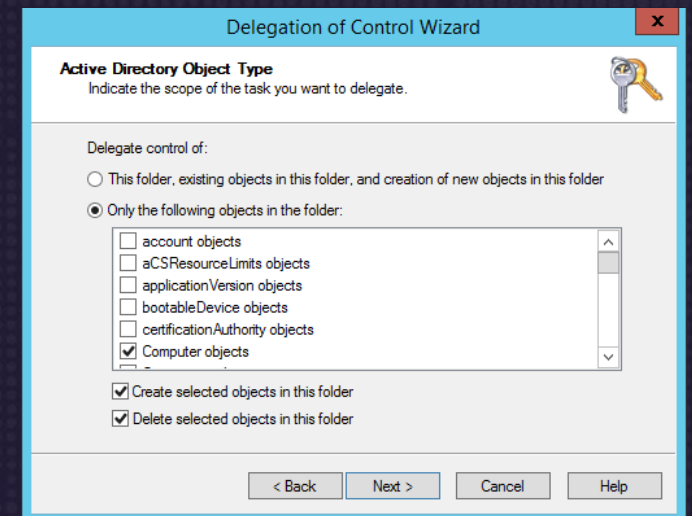 Delegation of Control Wizard
x
Active Directory Object Type
Indicate the scope of the task you want to delegate.
Delegate control of:
This folder, existing objects in this folder, and creation of new objects in this folder
Only the following objects in the folder:
account objects
aCSResourceLimits objects
applicationVersion objects
bootableDevice objects
certificationAuthority objects
Computer objects
Create selected objects in this folder
Delete selected objects in this folder
< Back Next > Cancel Help